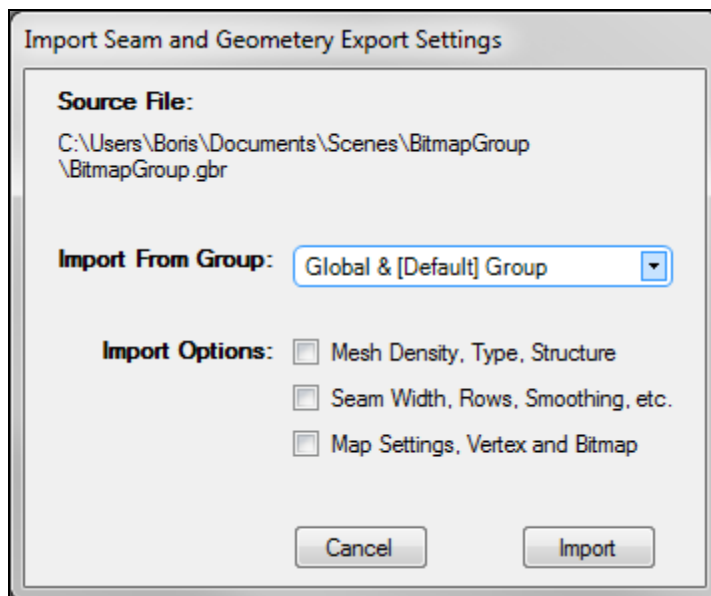 Import Seam and Geometery Export Settings
Source File:
C:\Users\Boris\Documents\Scenes\BitmapGroup
\BitmapGroup.gbr
Import From Group: Global & [Default] Group
Import Options: Mesh Density, Type, Structure
Seam Width, Rows, Smoothing, etc.
Map Settings, Vertex and Bitmap
Cancel Import